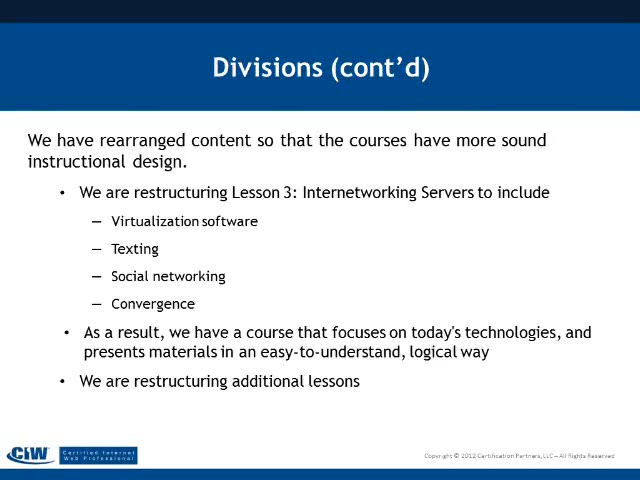 Divisions (cont’d)
We have rearranged content so that the courses have more sound
instructional design.
• We are restructuring Lesson 3: Internetworking Servers to include
– Virtualization software
– Texting
– Social networking
– Convergence
• As a result, we have a course that focuses on today's technologies, and
presents materials in an easy-to-understand, logical way
• We are restructuring additional lessons
CIW Certified Internet
Web Professional
Copyright © 2012 Certification Partners, LLC – All Rights Reserved